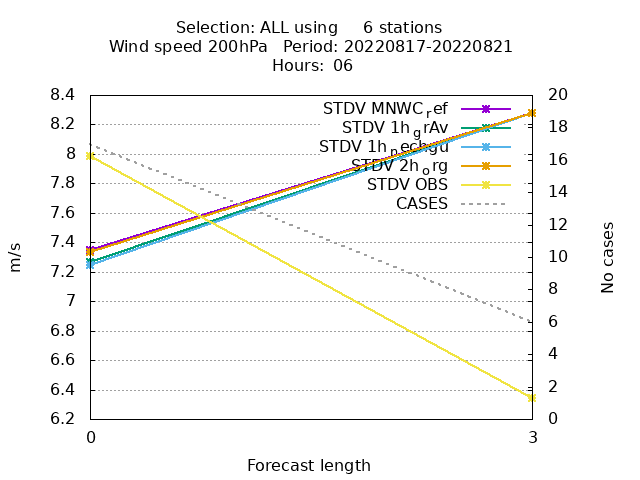 Selection: ALL using 6 stations
Wind speed 200hPa Period: 20220817-20220821
Hours: 06
8.4
8.2
8
7.8
7.6
7.4
7.2
7
6.8
6.6
6.4
6.2
m/s
STDV MNWC_ref
STDV 1h_grAv
STDV 1h_nechgu
STDV 2h_org
STDV OBS
CASES
20
18
16
14
12
10
8
6
4
2
0
No cases
0 3
Forecast length